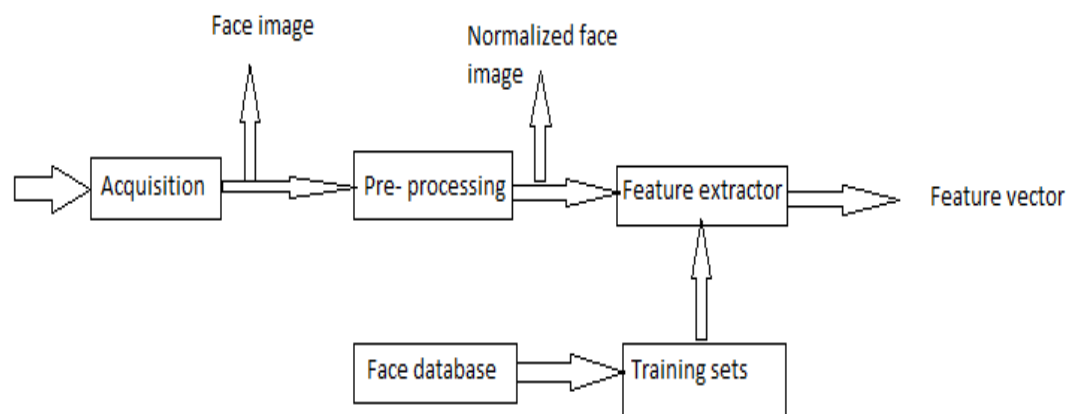 Face image
Normalized face
image
Acquisition
Pre- processing
Feature extractor
Feature vector
Face database
Training sets